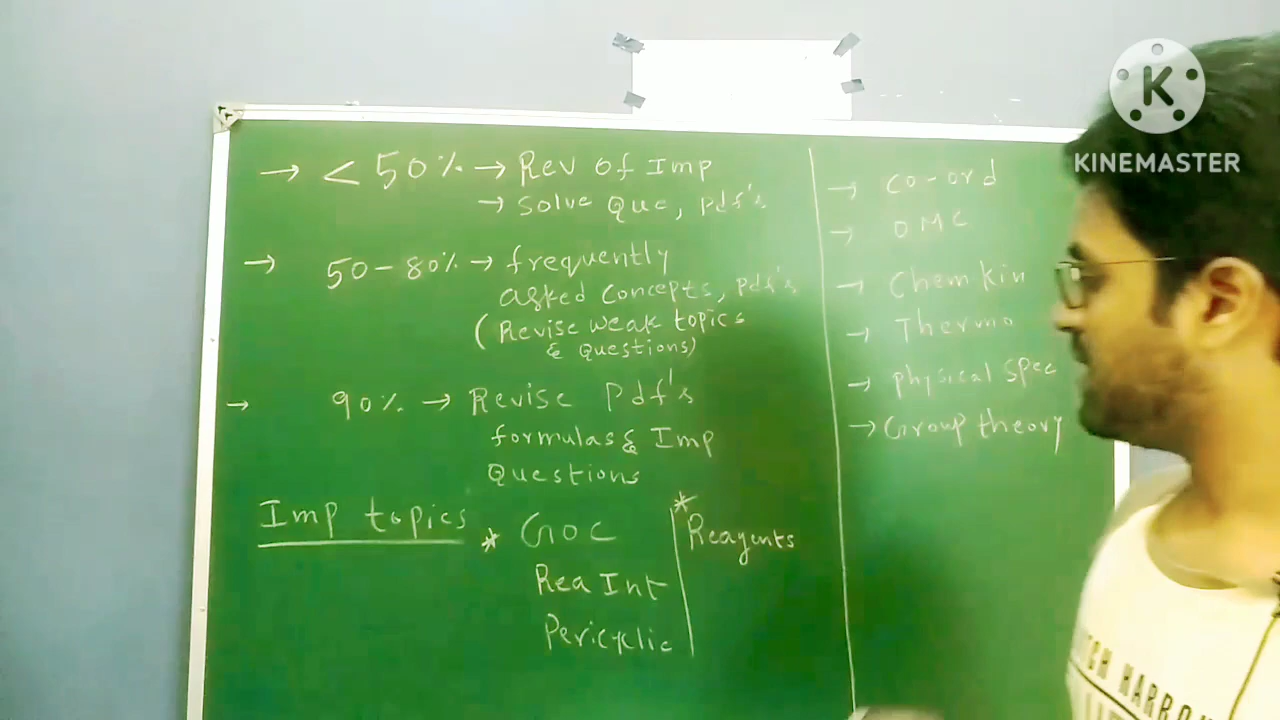 → < 50% → Rev of Imp
→ solve Que, pdf's
→ 50-80% → frequently
asked concepts, pdf's
(Revise weak topics
& Questions)
→ 90% → Revise Pdf's
formulas & Imp
Questions
Imp topics
* GOC
Rea Int
Pericyclic
* Reagents
→ co-ord
→ OMC
→ Chem kin
→ Thermo
→ physical spec
→ Group theory
K
KINEMASTER